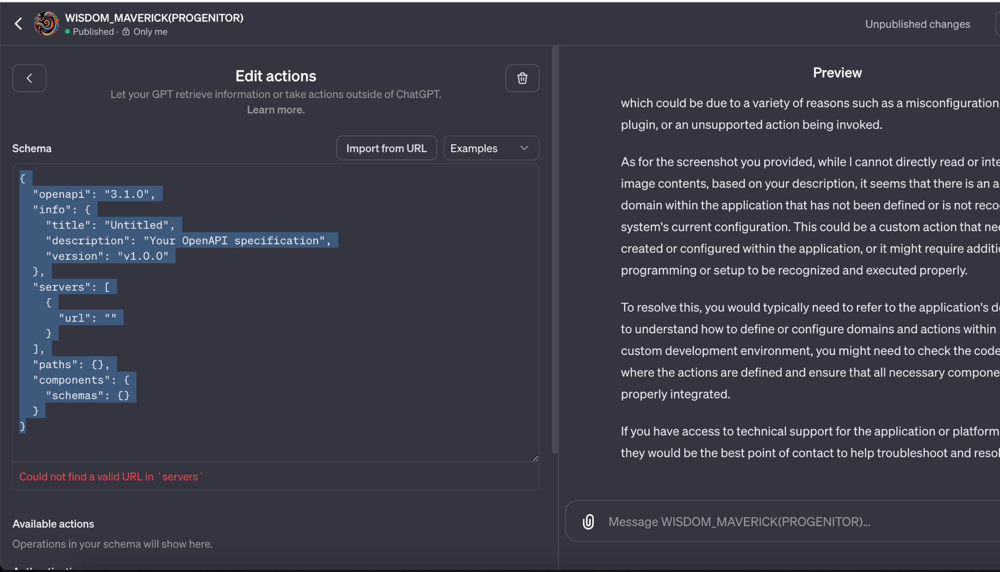 WISDOM_MAVERICK(PROGENITOR)
Published · Only me
Unpublished changes
Edit actions
Let your GPT retrieve information or take actions outside of ChatGPT.
Learn more.
Schema
Import from URL
Examples
{
"openapi": "3.1.0",
"info": {
"title": "Untitled",
"description": "Your OpenAPI specification",
"version": "v1.0.0"
},
"servers": [
{
"url": ""
}
],
"paths": {},
"components": {
"schemas": {}
}
}
Could not find a valid URL in `servers`
Available actions
Operations in your schema will show here.
Preview
which could be due to a variety of reasons such as a misconfiguration,
plugin, or an unsupported action being invoked.
As for the screenshot you provided, while I cannot directly read or inte
image contents, based on your description, it seems that there is an a
domain within the application that has not been defined or is not reco
system's current configuration. This could be a custom action that nee
created or configured within the application, or it might require additi
programming or setup to be recognized and executed properly.
To resolve this, you would typically need to refer to the application's d
to understand how to define or configure domains and actions within
custom development environment, you might need to check the code
where the actions are defined and ensure that all necessary compone
properly integrated.
If you have access to technical support for the application or platform
they would be the best point of contact to help troubleshoot and resol
Message WISDOM_MAVERICK(PROGENITOR)...